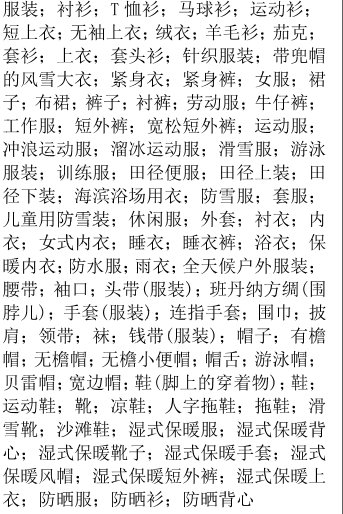 服装；衬衫；T恤衫；马球衫；运动衫；
短上衣；无袖上衣；绒衣；羊毛衫；茄克；
套衫；上衣；套头衫；针织服装；带兜帽
的风雪大衣；紧身衣；紧身裤；女服；裙
子；布裙；裤子；衬裤；劳动服；牛仔裤；
工作服；短外裤；宽松短外裤；运动服；
冲浪运动服；溜冰运动服；滑雪服；游泳
服装；训练服；田径便服；田径上装；田
径下装；海滨浴场用衣；防雪服；套服；
儿童用防雪装；休闲服；外套；衬衣；内
衣；女式内衣；睡衣；睡衣裤；浴衣；保
暖内衣；防水服；雨衣；全天候户外服装；
腰带；袖口；头带(服装)；班丹纳方绸(围
脖儿)；手套(服装)；连指手套；围巾；披
肩；领带；袜；钱带(服装)；帽子；有檐
帽；无檐帽；无檐小便帽；帽舌；游泳帽；
贝雷帽；宽边帽；鞋(脚上的穿着物)；鞋；
运动鞋；靴；凉鞋；人字拖鞋；拖鞋；滑
雪靴；沙滩鞋；湿式保暖服；湿式保暖背
心；湿式保暖靴子；湿式保暖手套；湿式
保暖风帽；湿式保暖短外裤；湿式保暖上
衣；防晒服；防晒衫；防晒背心